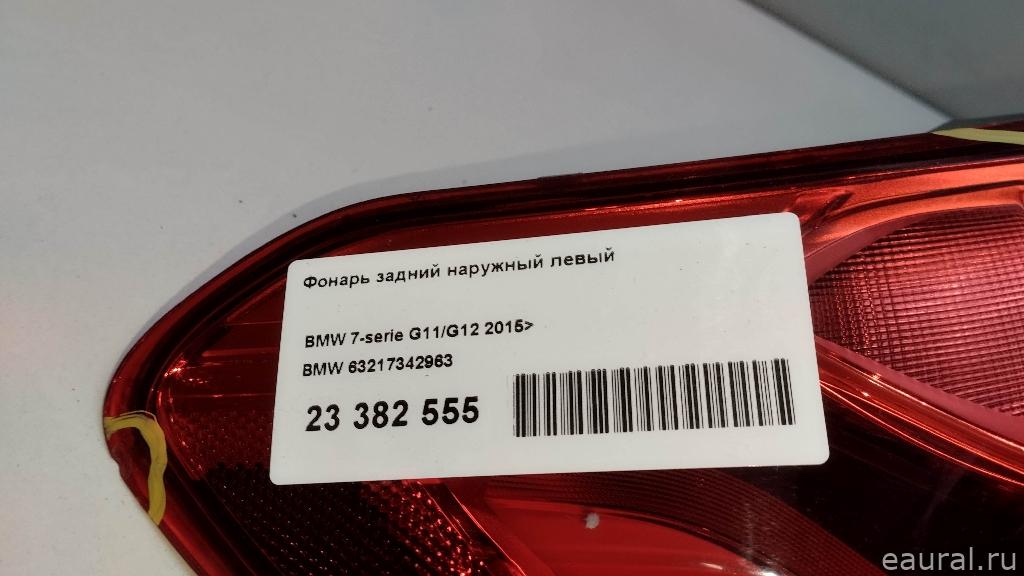 Фонарь задний наружный левый
BMW 7-serie G11/G12 2015>
BMW 63217342963
23 382 555
eaural.ru